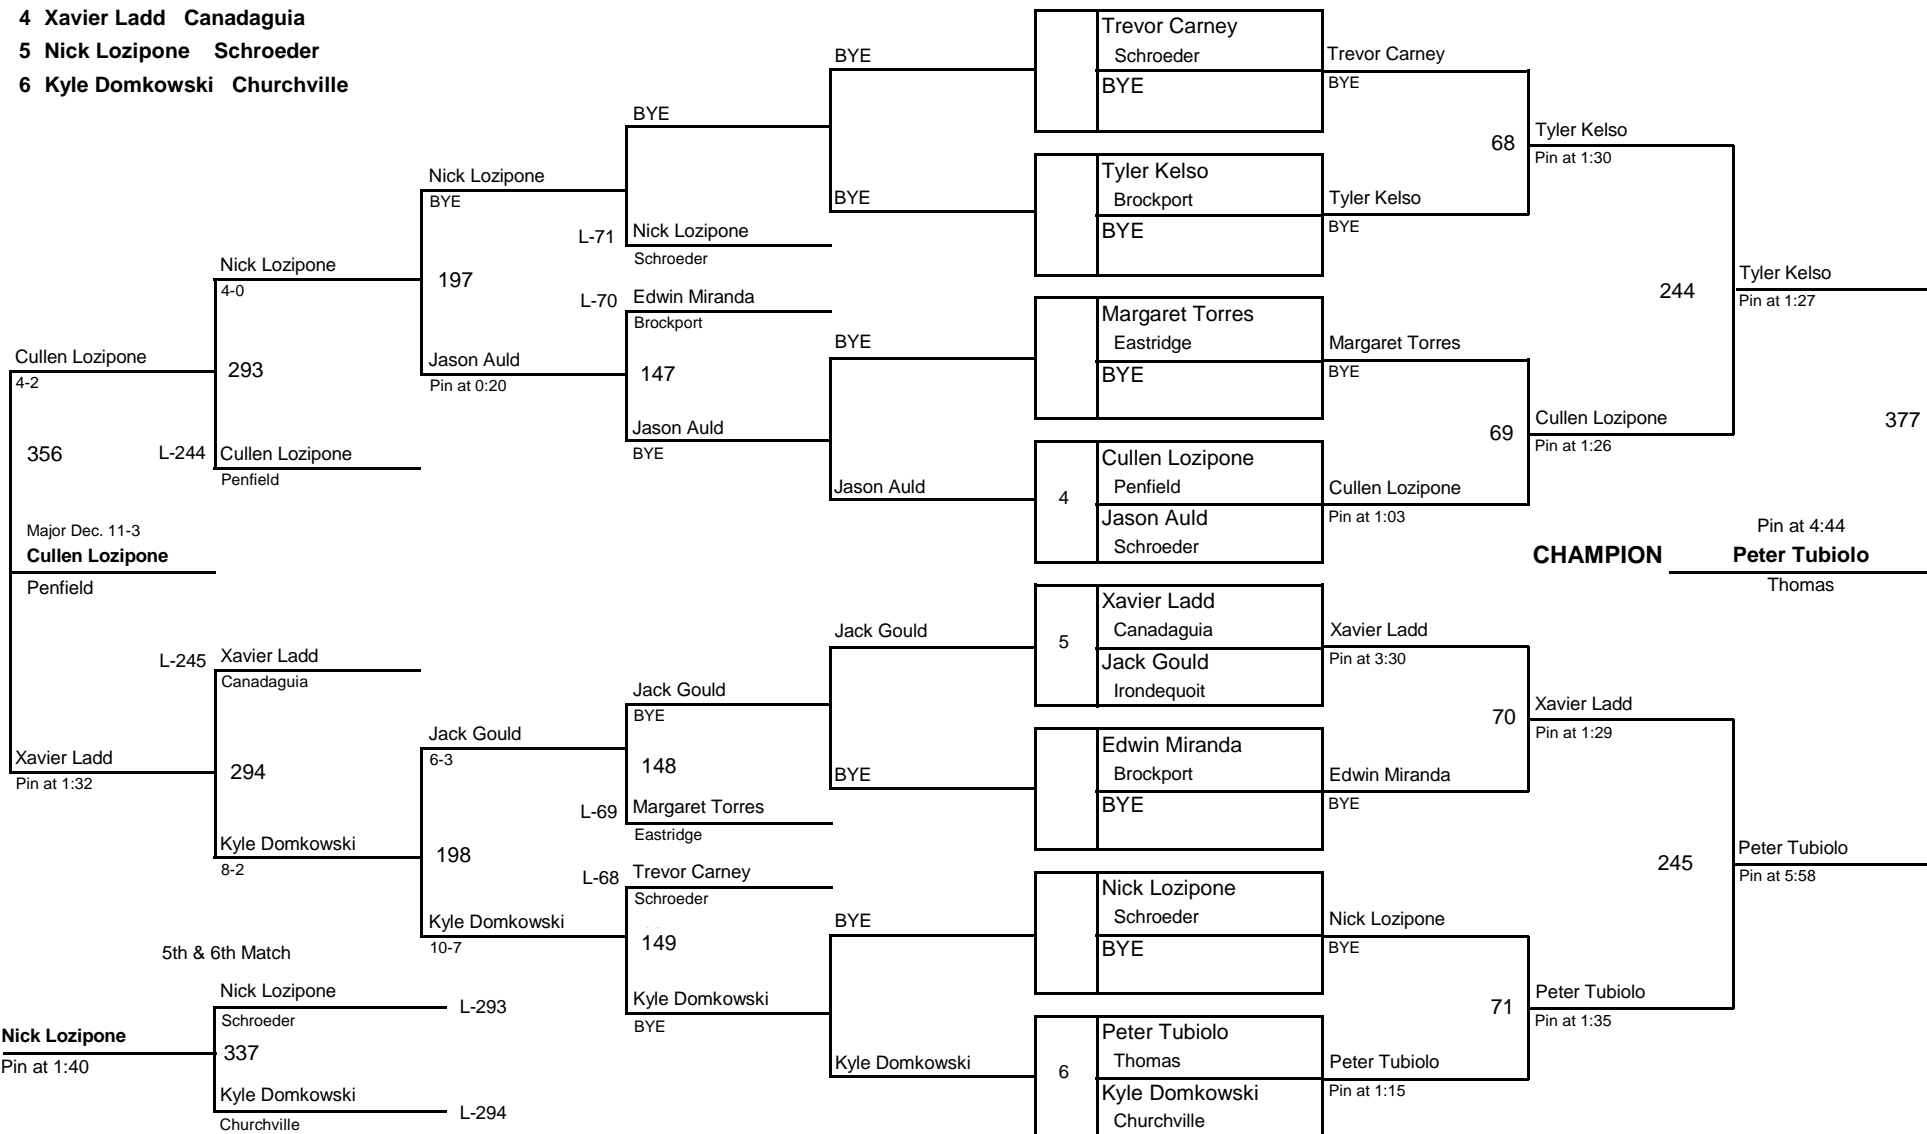 4 Xavier Ladd Canadaguia
5 Nick Lozipone Schroeder
6 Kyle Domkowski Churchville
Cullen Lozipone
4-2
356
Major Dec. 11-3
Cullen Lozipone
Penfield
Xavier Ladd
Pin at 1:32
5th & 6th Match
Nick Lozipone
Pin at 1:40
Nick Lozipone
4-0
293
L-244 Cullen Lozipone
Penfield
L-245 Xavier Ladd
Canadaguia
294
Kyle Domkowski
8-2
Nick Lozipone L-293
Schroeder
337
Kyle Domkowski L-294
Churchville
Nick Lozipone
BYE
197
Jason Auld
Pin at 0:20
Jack Gould
6-3
198
Kyle Domkowski
10-7
BYE
L-71 Nick Lozipone
Schroeder
L-70 Edwin Miranda
Brockport
147
Jason Auld
BYE
Jack Gould
BYE
148
L-69 Margaret Torres
Eastridge
L-68 Trevor Carney
Schroeder
149
Kyle Domkowski
BYE
BYE
BYE
BYE
Jason Auld
Jack Gould
BYE
BYE
Kyle Domkowski
Trevor Carney
Schroeder
BYE
Tyler Kelso
Brockport
BYE
Margaret Torres
Eastridge
BYE
Cullen Lozipone
4 Penfield
Jason Auld
Schroeder
Xavier Ladd
5 Canadaguia
Jack Gould
Irondequoit
Edwin Miranda
Brockport
BYE
Nick Lozipone
Schroeder
BYE
Peter Tubiolo
6 Thomas
Kyle Domkowski
Churchville
Trevor Carney
BYE
68
Tyler Kelso
BYE
Margaret Torres
BYE
69
Cullen Lozipone
Pin at 1:03
Xavier Ladd
Pin at 3:30
70
Edwin Miranda
BYE
Nick Lozipone
BYE
71
Peter Tubiolo
Pin at 1:15
Tyler Kelso
Pin at 1:30
244
Cullen Lozipone
Pin at 1:26
Xavier Ladd
Pin at 1:29
245
Peter Tubiolo
Pin at 1:35
Tyler Kelso
Pin at 1:27
377
Pin at 4:44
CHAMPION Peter Tubiolo
Thomas
Peter Tubiolo
Pin at 5:58